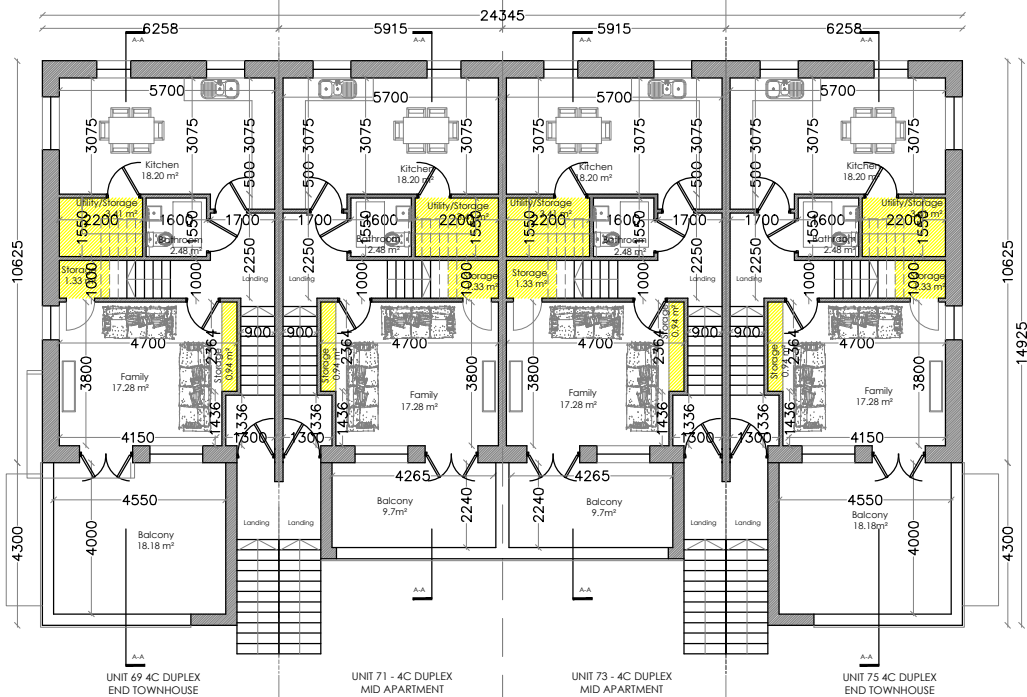 24345
6258
5915
5915
6258
A-A
A-A
A-A
A-A
5700
5700
5700
5700
3075
3075
3075
3075
3075
3075
3075
3075
Kitchen
18.20 m²
Kitchen
18.20 m²
Kitchen
18.20 m²
Kitchen
18.20 m²
500
500
500
500
Utility/Storage
Utility/Storage
Utility/Storage
Utility/Storage
2200
1600
1700
1700
1600
2200
2200
1600
1700
1700
1600
2200
1550
1550
1550
1550
1550
1550
1550
1550
Bathroom
2.48 m²
Bathroom
2.48 m²
Bathroom
2.48 m²
Bathroom
2.48 m²
2250
2250
2250
2250
Storage
1.33
Storage
1.33 m²
Storage
1.33 m²
Storage
1.33 m²
1000
1000
1000
1000
1000
1000
1000
1000
Landing
Landing
Landing
Landing
10625
10625
14925
4700
900
900
4700
4700
900
900
4700
2364
2364
2364
2364
Storage
0.94 m²
Storage
0.94 m²
Storage
0.94 m²
Storage
0.94 m²
3800
3800
3800
3800
Family
17.28 m²
Family
17.28 m²
Family
17.28 m²
Family
17.28 m²
1436
1336
1336
1436
1436
1336
1336
1436
4150
1300
1300
1300
1300
4150
4550
4265
4265
4550
Balcony
18.18 m²
Balcony
9.7m²
Balcony
9.7m²
Balcony
18.18m²
2240
2240
4000
4000
4300
4300
Landing
Landing
Landing
Landing
A-A
A-A
A-A
A-A
UNIT 69 4C DUPLEX
END TOWNHOUSE
UNIT 71 - 4C DUPLEX
MID APARTMENT
UNIT 73 - 4C DUPLEX
MID APARTMENT
UNIT 75 4C DUPLEX
END TOWNHOUSE